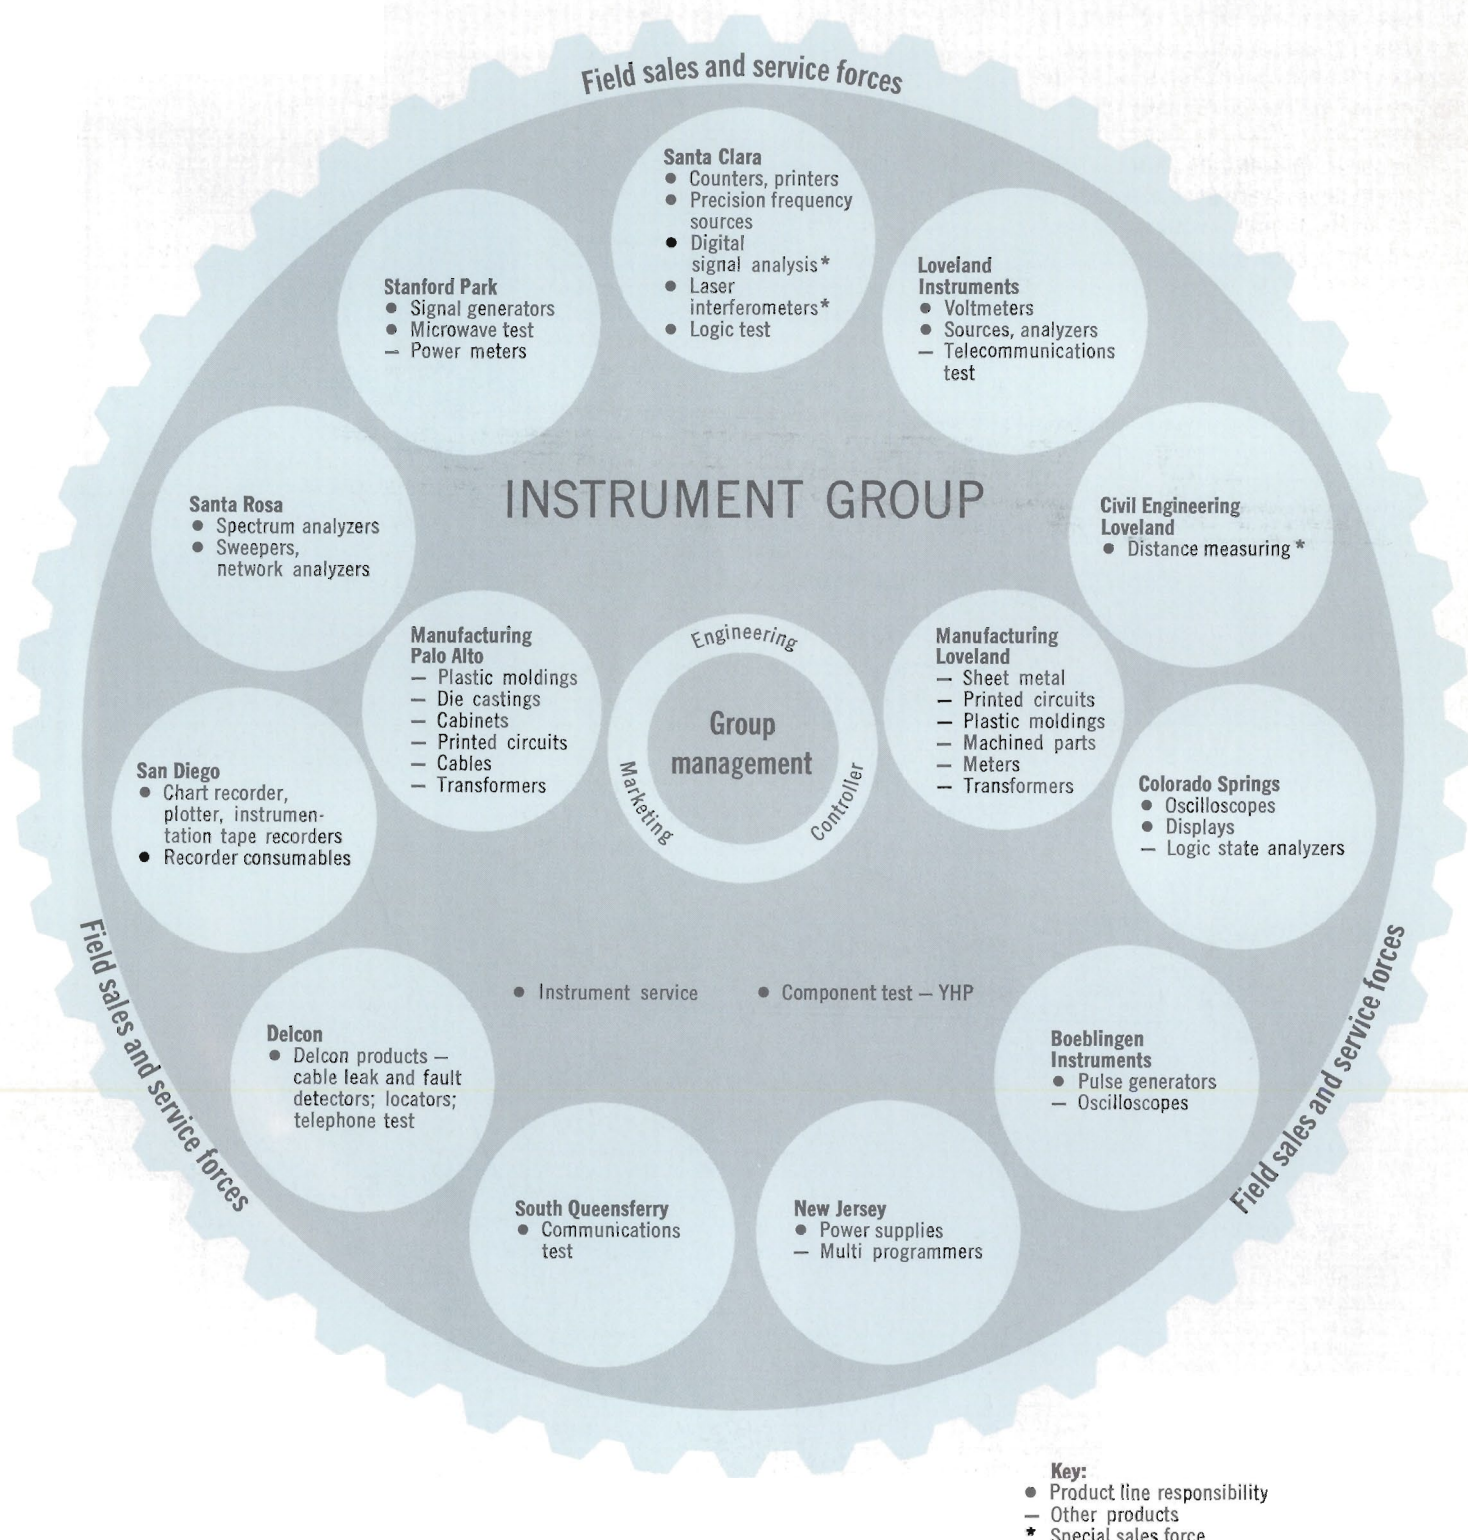 Field sales and service forces
Santa Clara
● Counters, printers
● Precision frequency
sources
● Digital
signal analysis*
● Laser
interferometers*
● Logic test
Stanford Park
● Signal generators
● Microwave test
— Power meters
Loveland
Instruments
● Voltmeters
● Sources, analyzers
— Telecommunications
test
INSTRUMENT GROUP
Santa Rosa
● Spectrum analyzers
● Sweepers,
network analyzers
Civil Engineering
Loveland
● Distance measuring*
Manufacturing
Palo Alto
— Plastic moldings
— Die castings
— Cabinets
— Printed circuits
— Cables
— Transformers
Engineering
Group
management
Marketing
Controller
Manufacturing
Loveland
— Sheet metal
— Printed circuits
— Plastic moldings
— Machined parts
— Meters
— Transformers
San Diego
● Chart recorder,
plotter, instrumen-
tation tape recorders
● Recorder consumables
Colorado Springs
● Oscilloscopes
● Displays
— Logic state analyzers
Field sales and service forces
● Instrument service
● Component test — YHP
Field sales and service forces
Delcon
● Delcon products —
cable leak and fault
detectors; locators;
telephone test
Boeblingen
Instruments
● Pulse generators
— Oscilloscopes
South Queensferry
● Communications
test
New Jersey
● Power supplies
— Multi programmers
Key:
● Product line responsibility
— Other products
* Special sales force